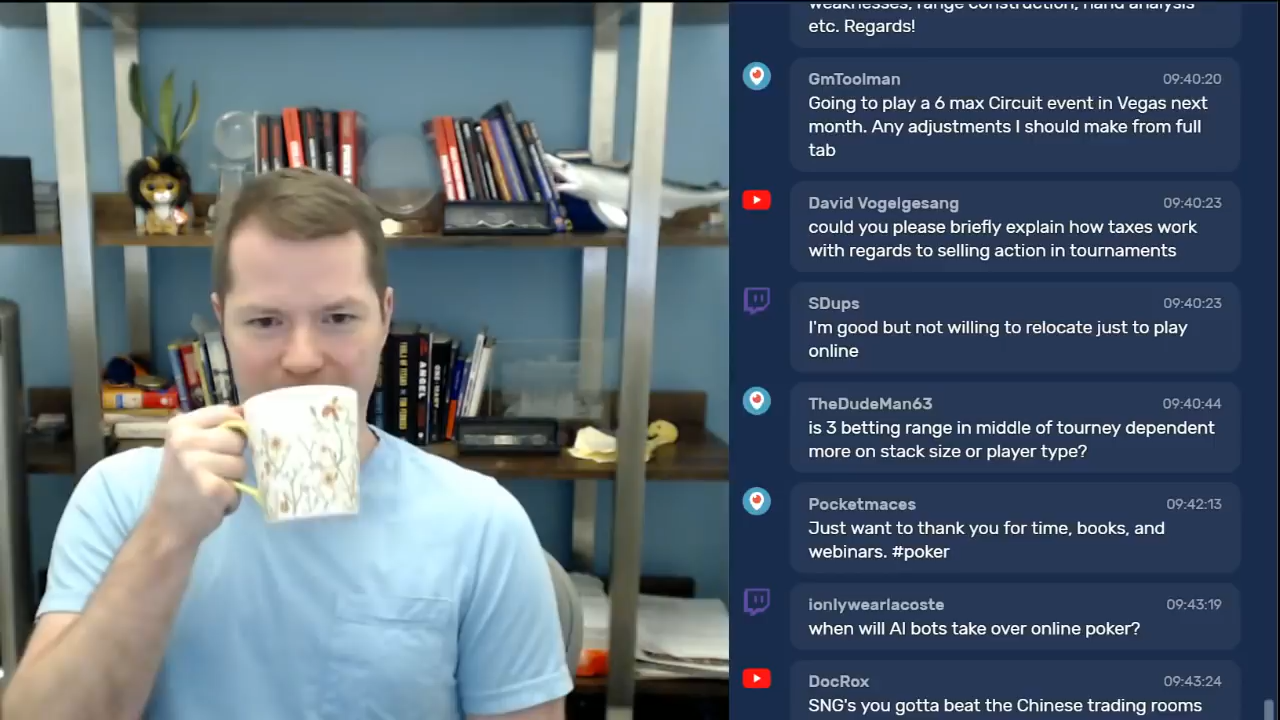 weaknesses, range construction, hand analysis
etc. Regards!
GmToolman 09:40:20
Going to play a 6 max Circuit event in Vegas next
month. Any adjustments I should make from full
tab
David Vogelgesang 09:40:23
could you please briefly explain how taxes work
with regards to selling action in tournaments
SDups 09:40:23
I'm good but not willing to relocate just to play
online
TheDudeMan63 09:40:44
is 3 betting range in middle of tourney dependent
more on stack size or player type?
Pocketmaces 09:42:13
Just want to thank you for time, books, and
webinars. #poker
ionlywearlacoste 09:43:19
when will AI bots take over online poker?
DocRox 09:43:24
SNG's you gotta beat the Chinese trading rooms
ANGEL